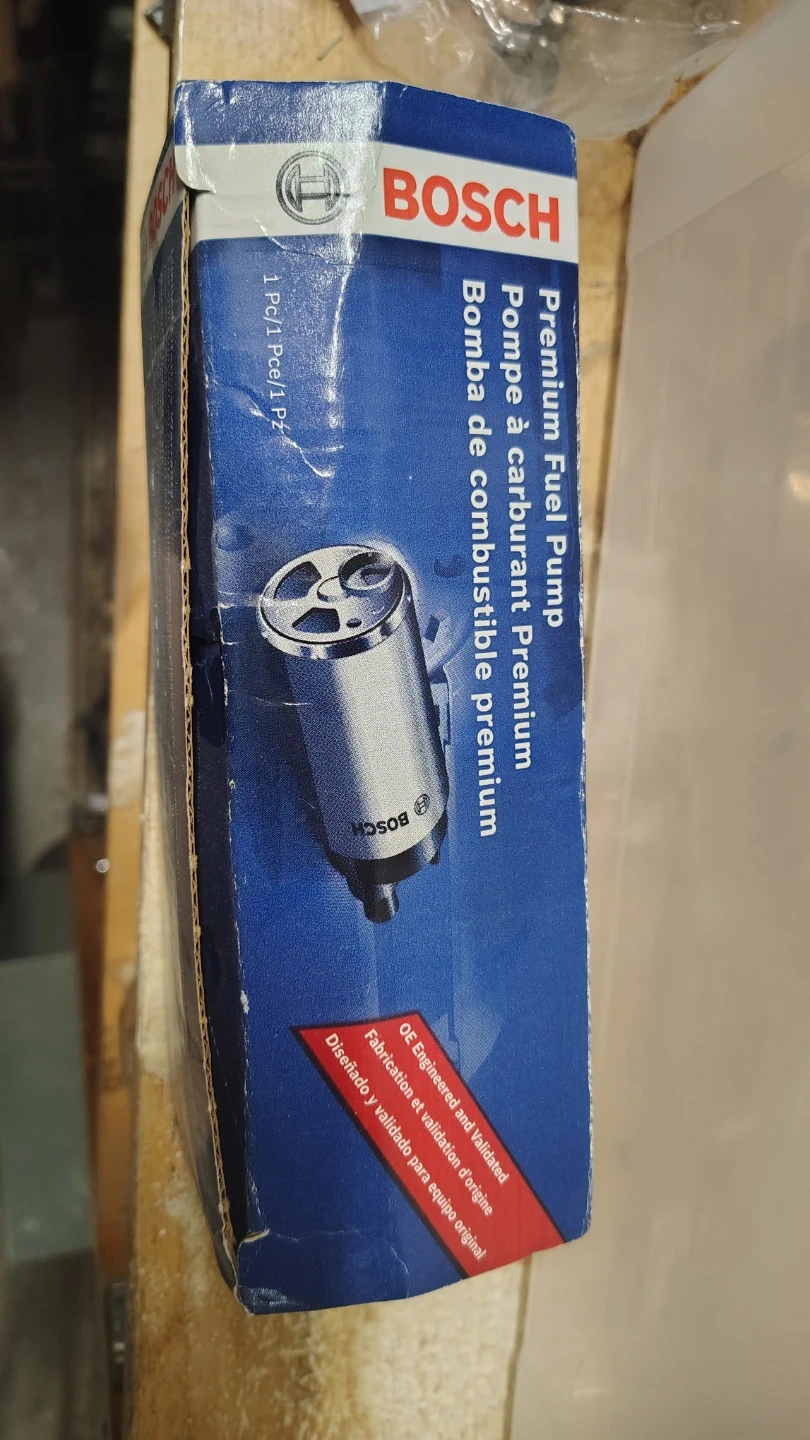 BOSCH
Premium Fuel Pump
Pompe à carburant Premium
Bomba de combustible premium
1 Pc/1 Pce/1 Pz
BOSCH
OE Engineered and Validated
Fabrication et validation d'origine
Diseñado y validado para equipo original
BOSCH